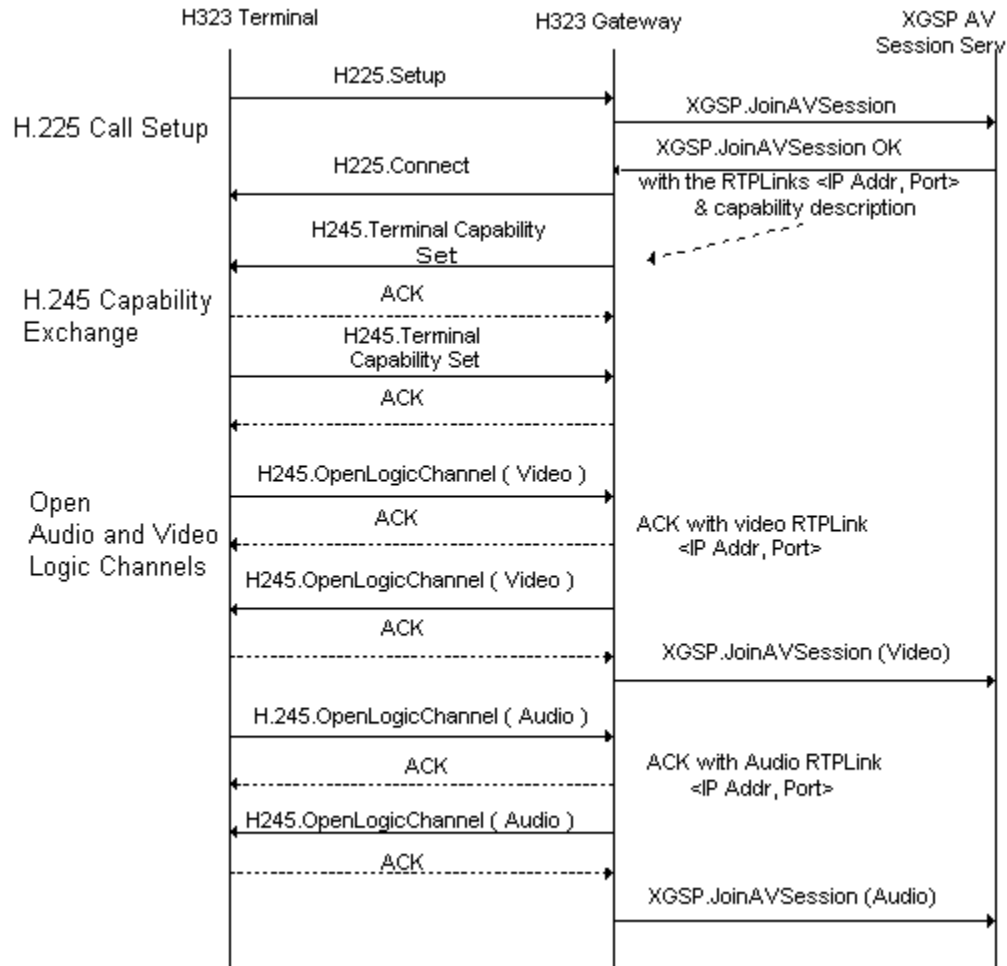 H323 Terminal
H323 Gateway
XGSP AV
Session Serv
H225.Setup
XGSP.JoinAVSession
H.225 Call Setup
XGSP.JoinAVSession OK
H225.Connect
with the RTPLinks <IP Addr, Port>
& capability description
H245.Terminal Capability
Set
ACK
H.245 Capability
Exchange
H245.Terminal
Capability Set
ACK
H245.OpenLogicChannel ( Video )
Open
Audio and Video
Logic Channels
ACK
ACK with video RTPLink
<IP Addr, Port>
H245.OpenLogicChannel ( Video )
ACK
XGSP.JoinAVSession (Video)
H.245.OpenLogicChannel ( Audio )
ACK
ACK with Audio RTPLink
<IP Addr, Port>
H245.OpenLogicChannel ( Audio )
ACK
XGSP.JoinAVSession (Audio)